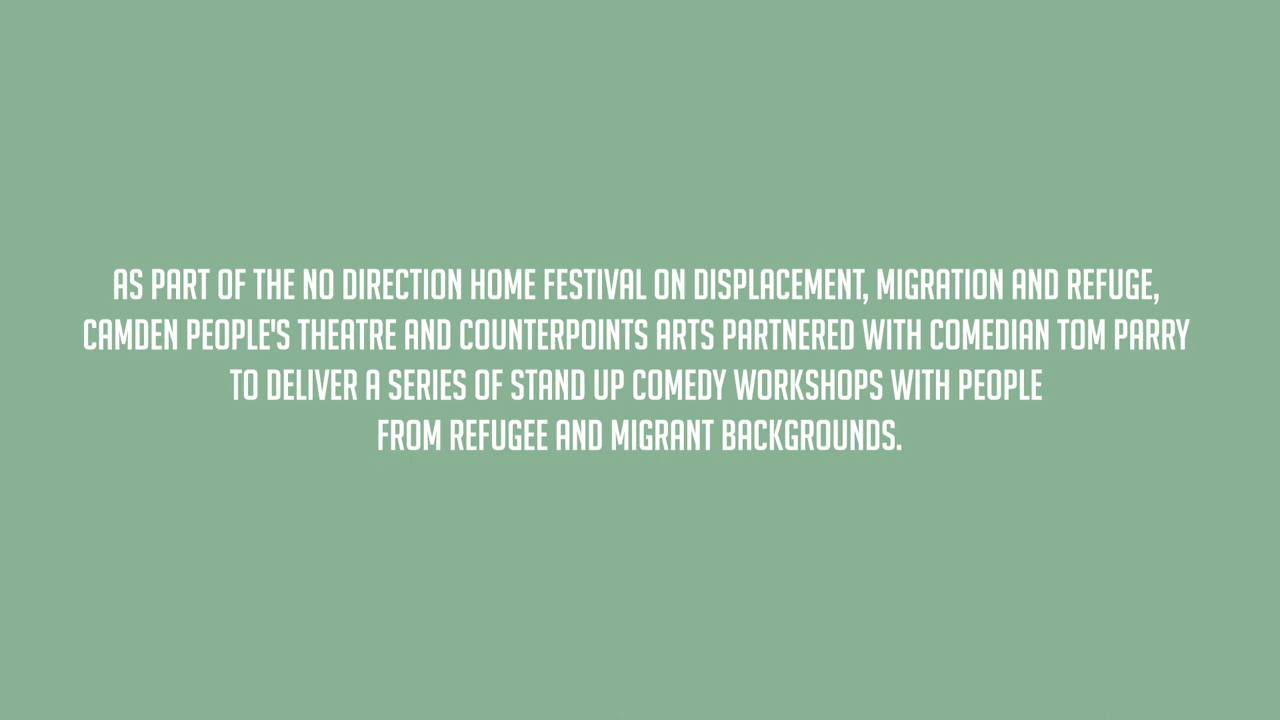 AS PART OF THE NO DIRECTION HOME FESTIVAL ON DISPLACEMENT, MIGRATION AND REFUGE,
CAMDEN PEOPLE'S THEATRE AND COUNTERPOINTS ARTS PARTNERED WITH COMEDIAN TOM PARRY
TO DELIVER A SERIES OF STAND UP COMEDY WORKSHOPS WITH PEOPLE
FROM REFUGEE AND MIGRANT BACKGROUNDS.